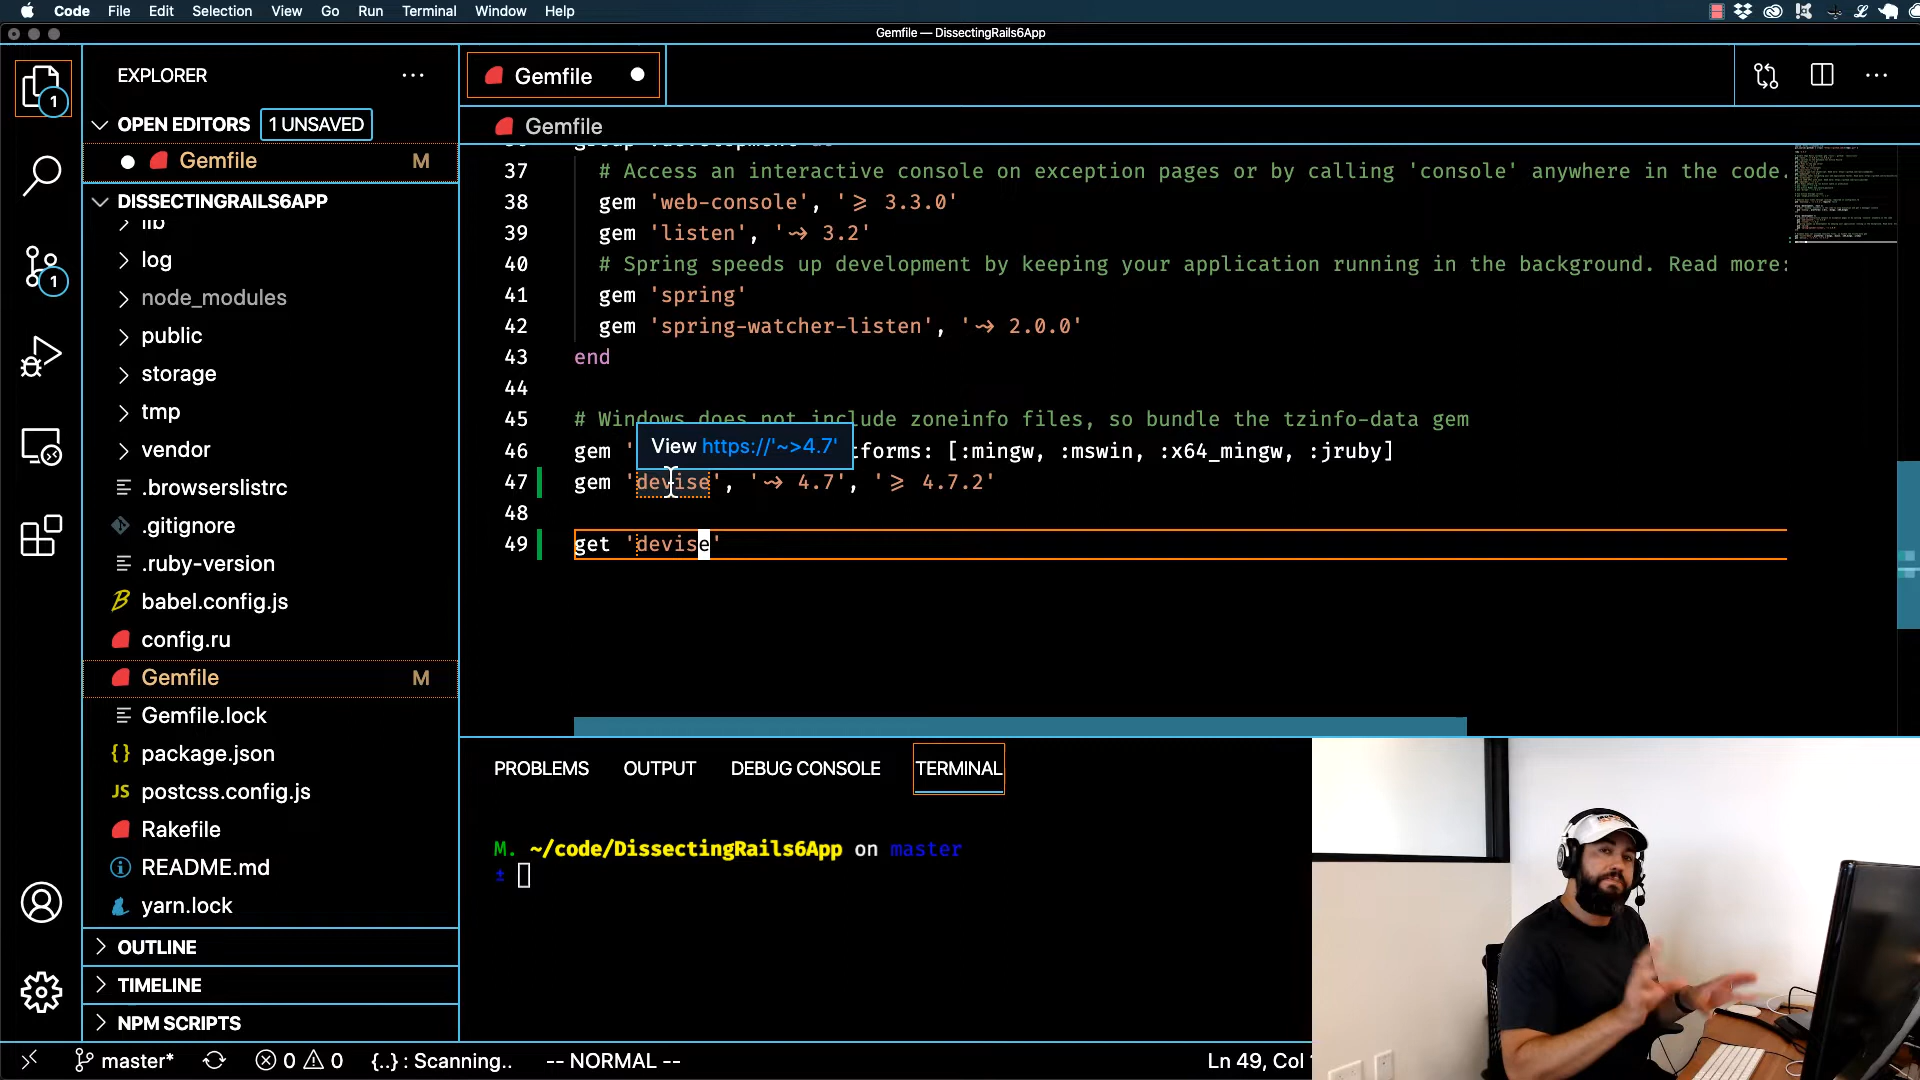 Code File Edit Selection View Go Run Terminal Window Help
Gemfile — DissectingRails6App
EXPLORER
OPEN EDITORS 1 UNSAVED
Gemfile M
DISSECTINGRAILS6APP
lib
log
node_modules
public
storage
tmp
vendor
.browserslistrc
.gitignore
.ruby-version
babel.config.js
config.ru
Gemfile M
Gemfile.lock
package.json
postcss.config.js
Rakefile
README.md
yarn.lock
OUTLINE
TIMELINE
NPM SCRIPTS
Gemfile
Gemfile
37 # Access an interactive console on exception pages or by calling 'console' anywhere in the code.
38 gem 'web-console', '>= 3.3.0'
39 gem 'listen', '~> 3.2'
40 # Spring speeds up development by keeping your application running in the background. Read more:
41 gem 'spring'
42 gem 'spring-watcher-listen', '~> 2.0.0'
43 end
44
45 # Windows does not include zoneinfo files, so bundle the tzinfo-data gem
View https://'~>4.7'
46 gem ' tforms: [:mingw, :mswin, :x64_mingw, :jruby]
47 gem 'devise', '~> 4.7', '>= 4.7.2'
48
49 get 'devise'
PROBLEMS OUTPUT DEBUG CONSOLE TERMINAL
M. ~/code/DissectingRails6App on master
±
master* 0 0 {..} : Scanning.. -- NORMAL -- Ln 49, Col
1
1